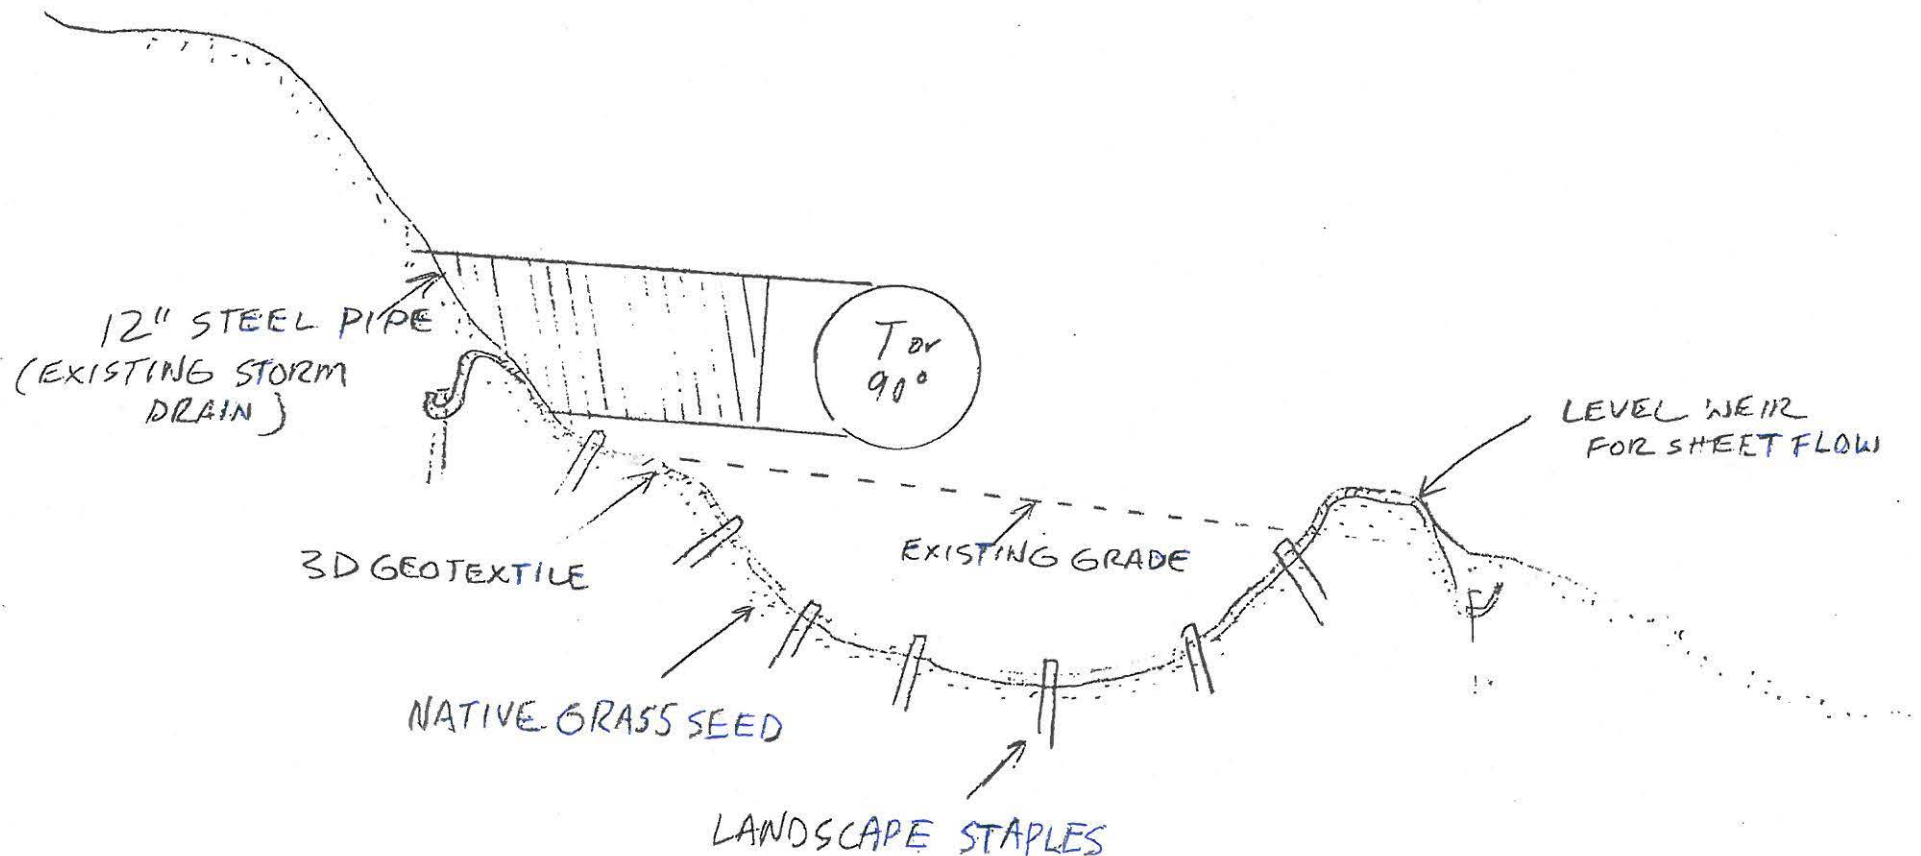 12" STEEL PIPE
(EXISTING STORM
DRAIN)
T or
90°
LEVEL WEIR
FOR SHEET FLOW
3D GEOTEXTILE
EXISTING GRADE
NATIVE GRASS SEED
LANDSCAPE STAPLES